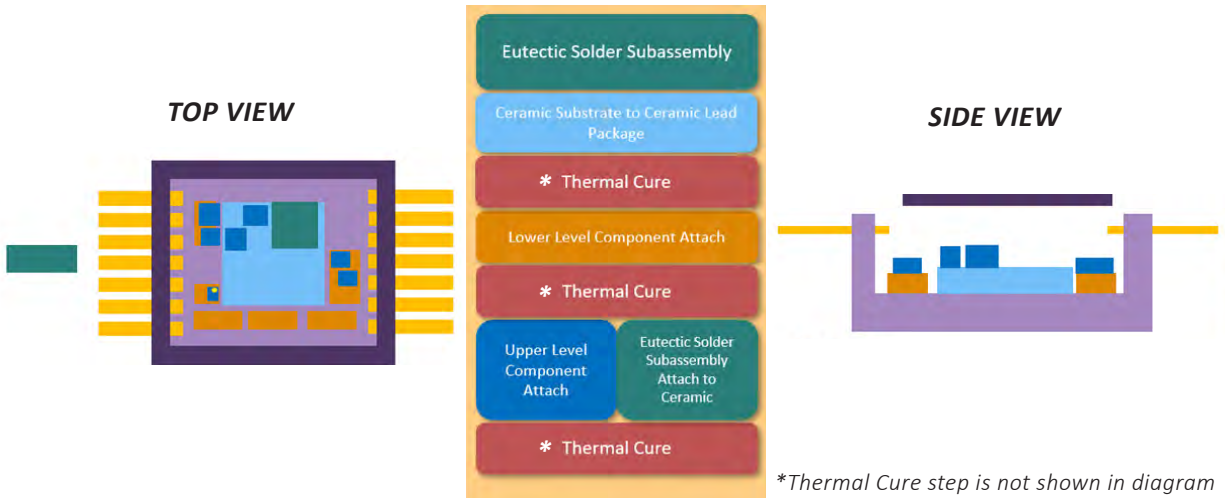 TOP VIEW
Eutectic Solder Subassembly
Ceramic Substrate to Ceramic Lead
Package
* Thermal Cure
Lower Level Component Attach
* Thermal Cure
Upper Level
Component
Attach
Eutectic Solder
Subassembly
Attach to
Ceramic
* Thermal Cure
SIDE VIEW
*Thermal Cure step is not shown in diagram